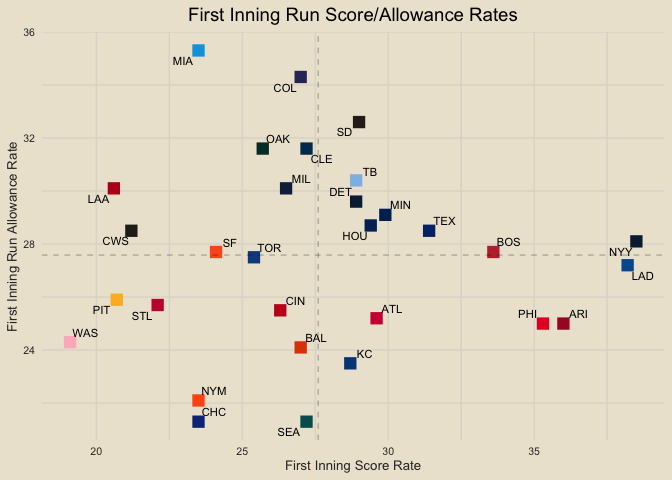 First Inning Run Score/Allowance Rates
36
MIA
COL
SD
32
OAK
CLE
TB
MIL
LAA
DET
MIN
TEX
CWS
HOU
SF
TOR
BOS
NYY
28
LAD
PIT
STL
CIN
ATL
PHI
ARI
WAS
BAL
KC
24
NYM
CHC
SEA
20
25
30
35
First Inning Score Rate
First Inning Run Allowance Rate